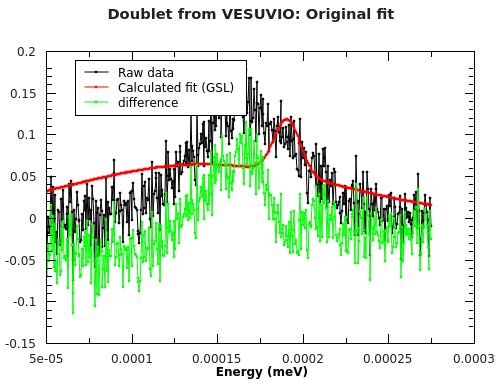 Doublet from VESUVIO: Original fit
0.2
Raw data
Calculated fit (GSL)
difference
0.15
0.1
0.05
0
-0.05
-0.1
-0.15
5e-05 0.0001 0.00015 0.0002 0.00025 0.0003
Energy (meV)